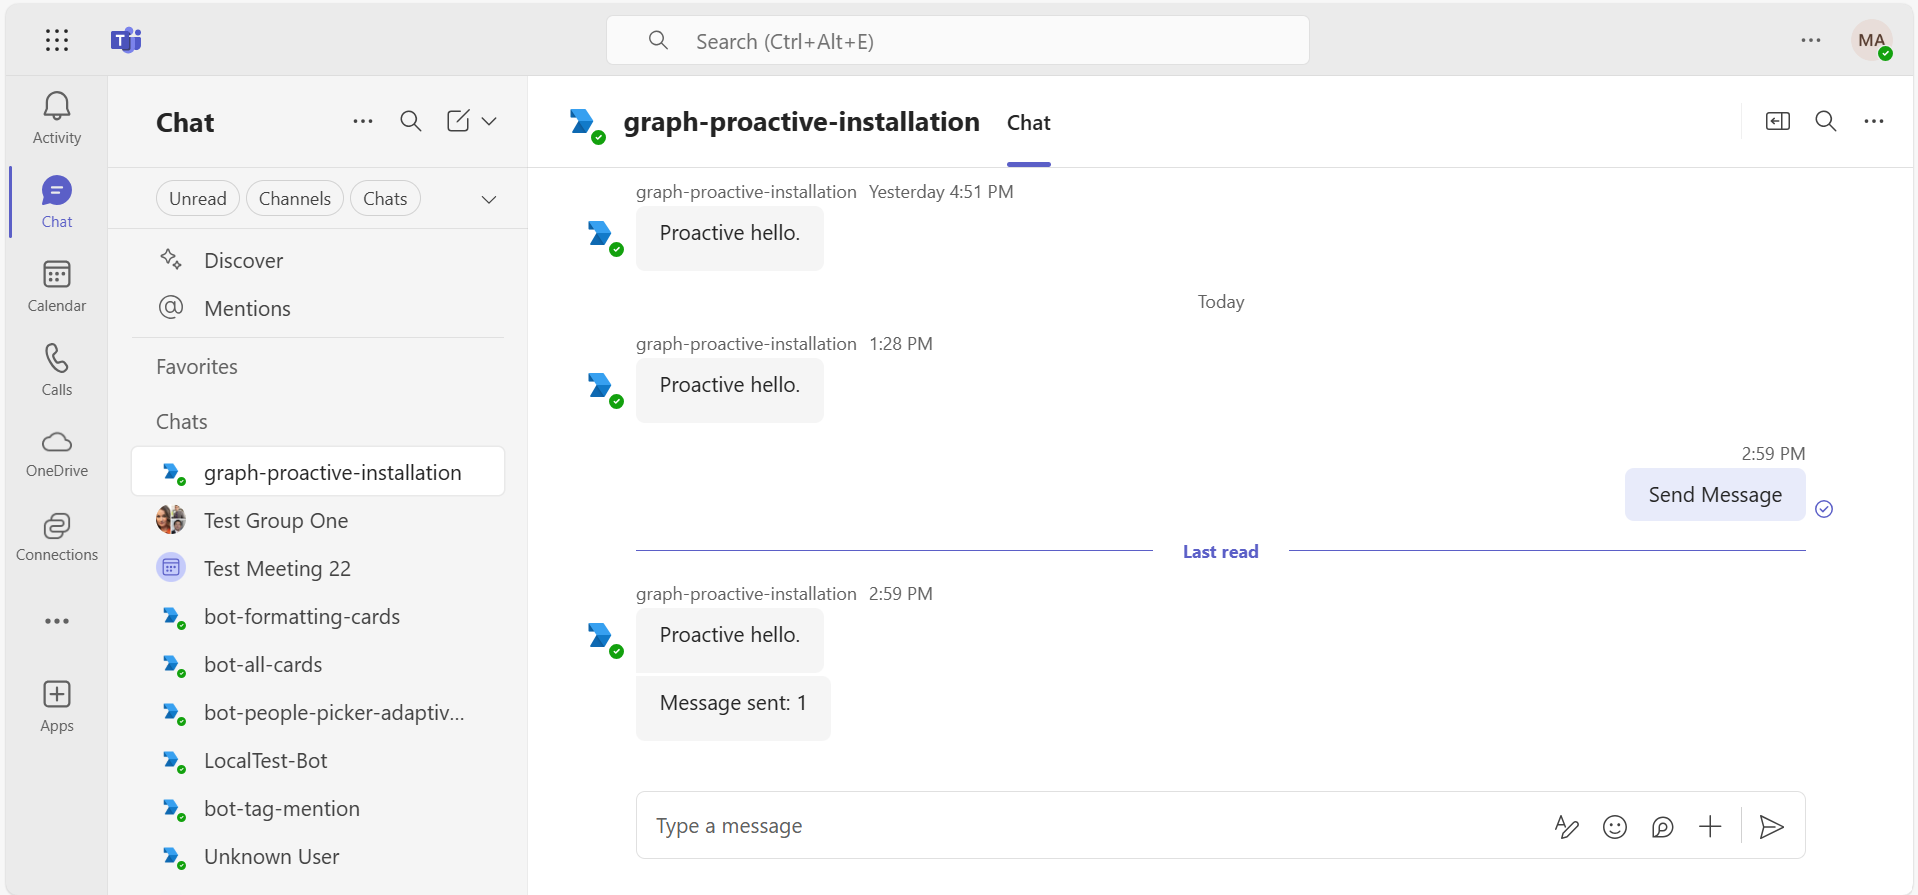 Search (Ctrl+Alt+E)
MA
Activity
Chat
Calendar
Calls
OneDrive
Connections
Apps
Chat
Unread
Channels
Chats
Discover
@ Mentions
Favorites
Chats
graph-proactive-installation
Test Group One
Test Meeting 22
bot-formatting-cards
bot-all-cards
bot-people-picker-adaptiv...
LocalTest-Bot
bot-tag-mention
Unknown User
graph-proactive-installation Chat
graph-proactive-installation Yesterday 4:51 PM
Proactive hello.
Today
graph-proactive-installation 1:28 PM
Proactive hello.
2:59 PM
Send Message
Last read
graph-proactive-installation 2:59 PM
Proactive hello.
Message sent: 1
Type a message